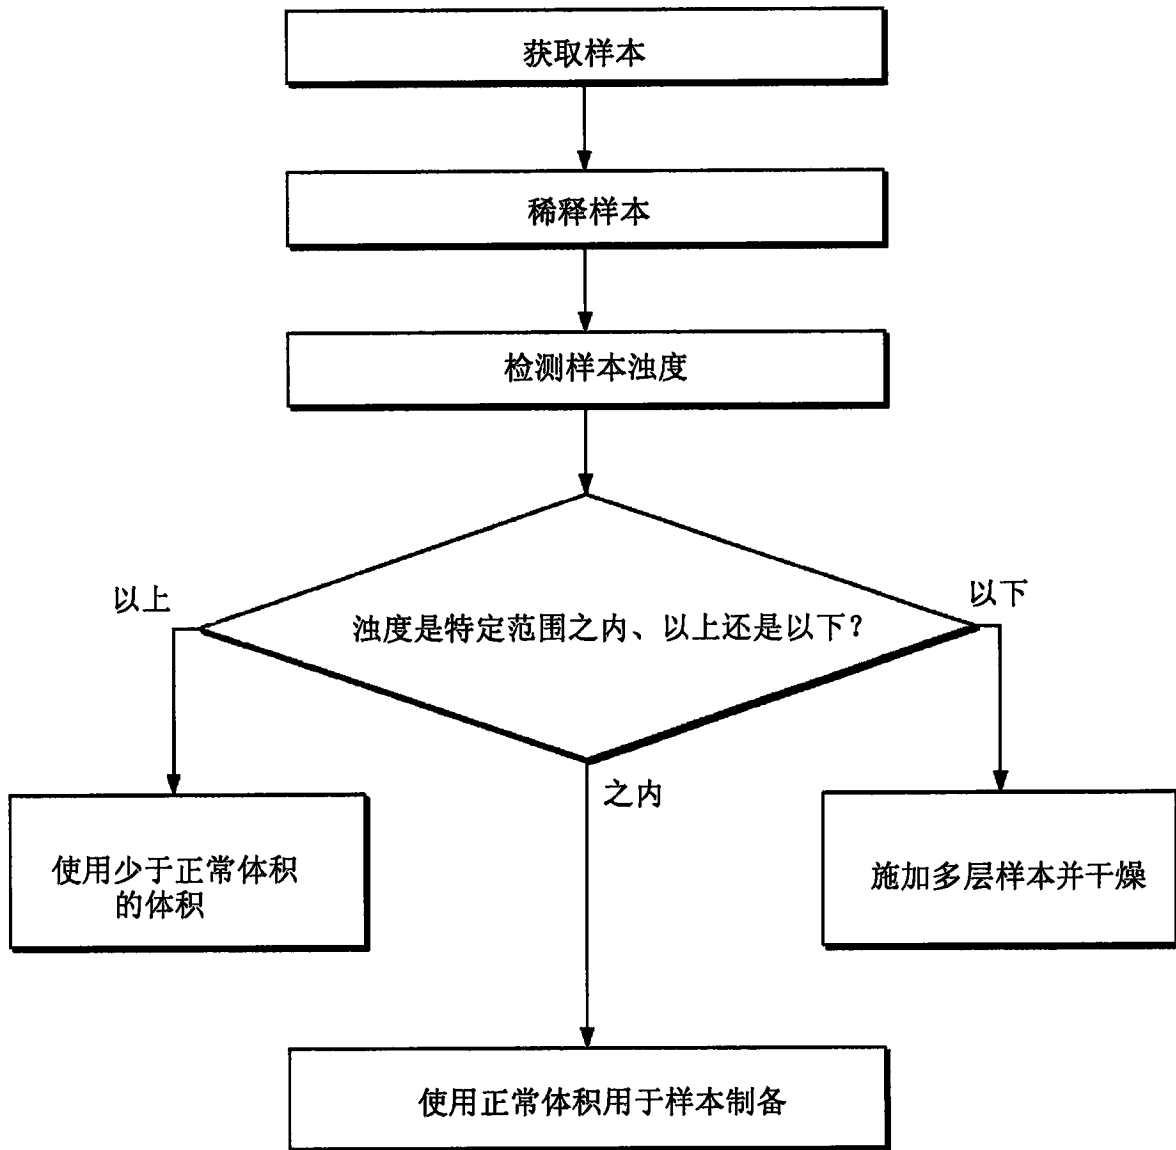 获取样本
稀释样本
检测样本浊度
以上
以下
浊度是特定范围之内、以上还是以下?
之内
使用少于正常体积
的体积
施加多层样本并干燥
使用正常体积用于样本制备